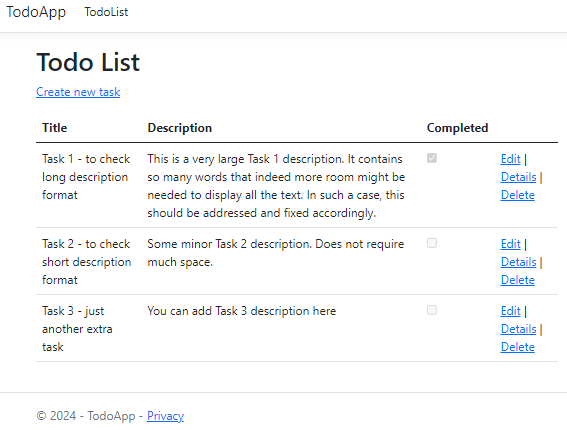 TodoApp TodoList
Todo List
Create new task
Title Description Completed
Task 1 - to check long description format
This is a very large Task 1 description. It contains
so many words that indeed more room might be
needed to display all the text. In such a case, this
should be addressed and fixed accordingly.
Edit |
Details |
Delete
Task 2 - to check
short description
format
Some minor Task 2 description. Does not require
much space.
Edit |
Details |
Delete
Task 3 - just
another extra
task
You can add Task 3 description here
Edit |
Details |
Delete
© 2024 - TodoApp - Privacy